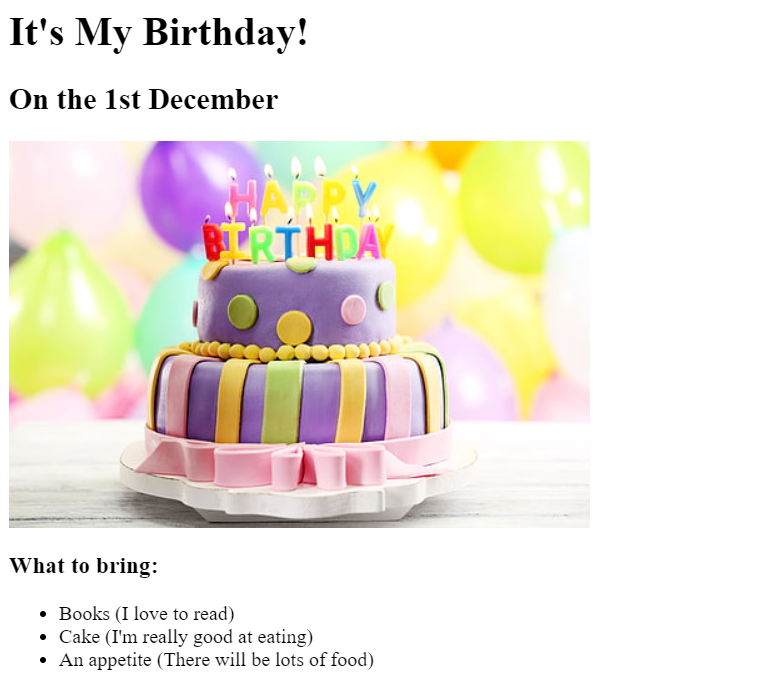 It's My Birthday!
On the 1st December
HAPPY
BIRTHDAY
What to bring:
Books (I love to read)
Cake (I'm really good at eating)
An appetite (There will be lots of food)